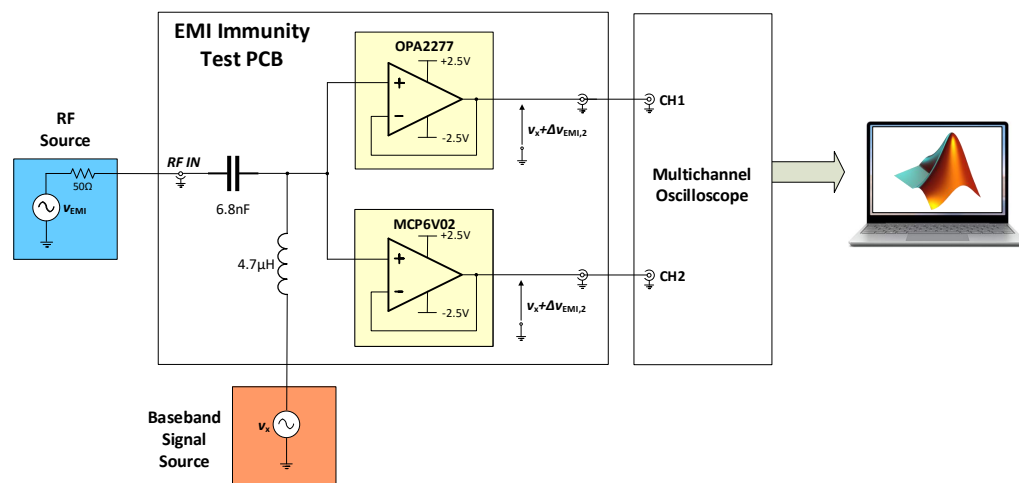 EMI Immunity
Test PCB
OPA2277
+2.5V
+
−
-2.5V
vx+ΔvEMI,2
CH1
RF
Source
50Ω
vEMI
RF IN
6.8nF
4.7µH
MCP6V02
+2.5V
+
−
-2.5V
vx+ΔvEMI,2
CH2
Multichannel
Oscilloscope
Baseband
Signal
Source
vx